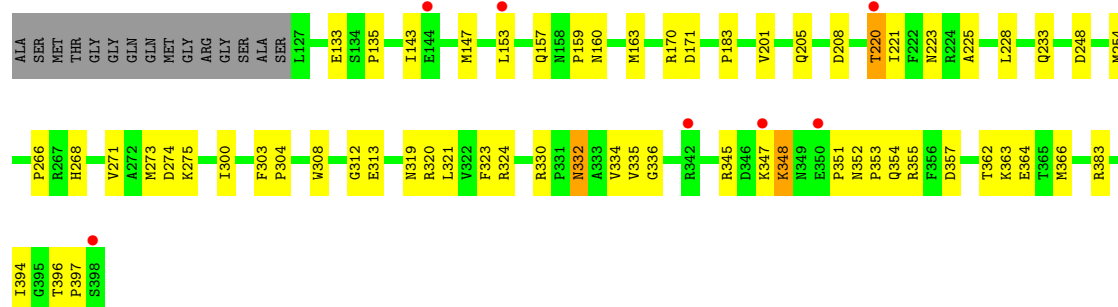 ALA SER MET THR GLY GLY GLN GLN MET GLY ARG GLY SER ALA SER L127 E133 S134 P135 I143 E144 M147 L153 Q157 N158 P159 N160 M163 R170 D171 P183 V201 Q205 D208 T220 I221 F222 N223 R224 A225 L228 Q233 D248 M254
P266 R267 H268 V271 A272 M273 D274 K275 I300 F303 P304 W308 G312 E313 N319 R320 L321 V322 F323 R324 R330 P331 N332 A333 V334 V335 G336 R342 R345 D346 K347 K348 N349 E350 P351 N352 P353 Q354 R355 F356 D357 T362 K363 E364 T365 M366 R383
I394 G395 T396 P397 S398